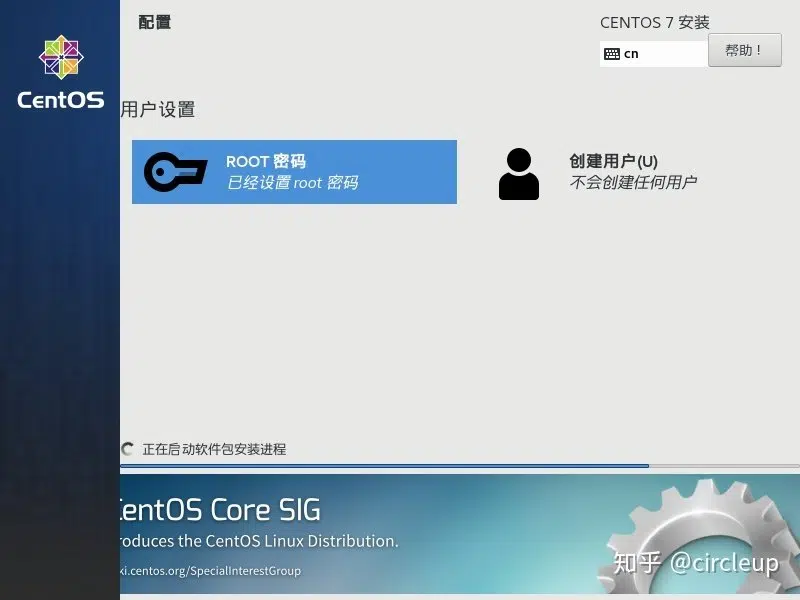 配置
CENTOS 7 安装
cn
帮助！
CentOS
用户设置
ROOT 密码
已经设置 root 密码
创建用户(U)
不会创建任何用户
正在启动软件包安装进程
CentOS Core SIG
roduces the CentOS Linux Distribution.
ki.centos.org/SpecialInterestGroup
知乎 @circleup